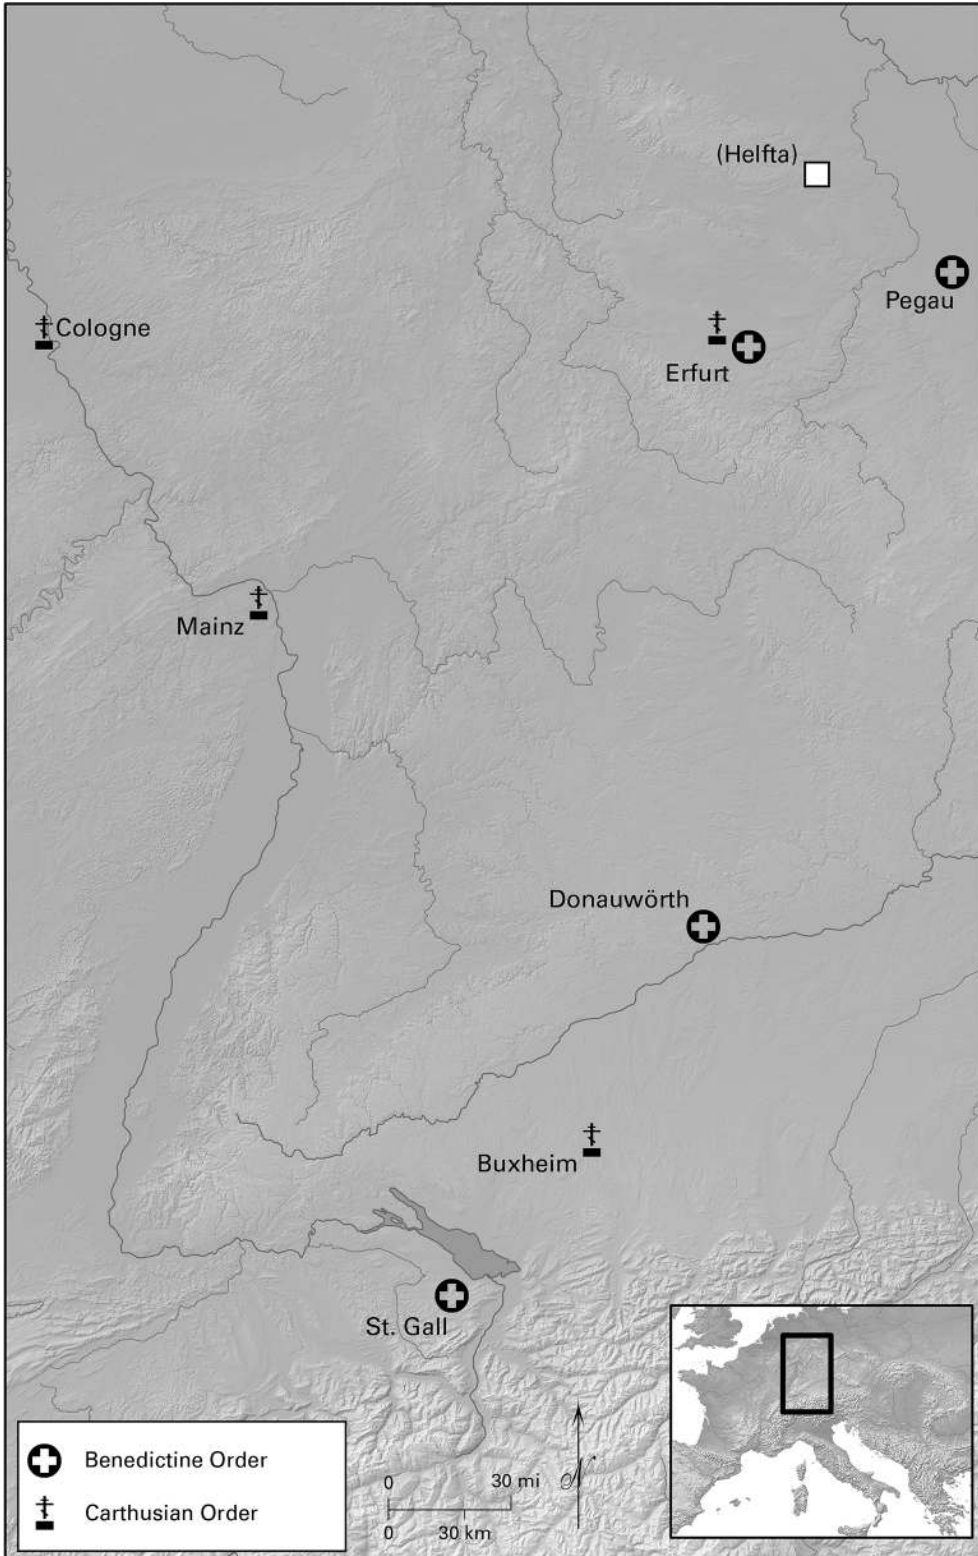 (Helfta)
Pegau
Cologne
Erfurt
Mainz
Donauwörth
Buxheim
St. Gall
Benedictine Order
Carthusian Order
0 30 mi
0 30 km
N